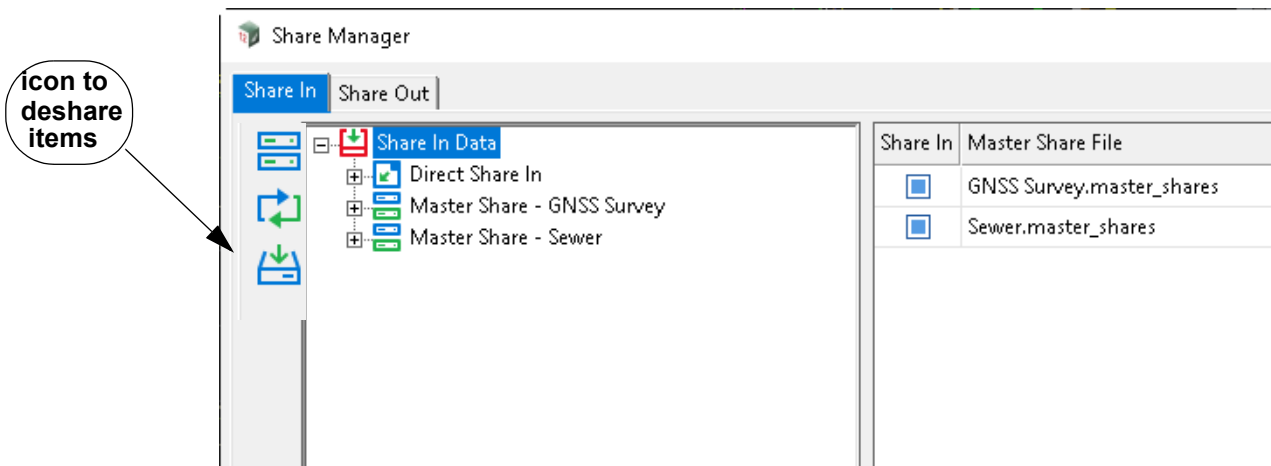 Share Manager
icon to
deshare
items
Share In
Share Out
Share In Data
Direct Share In
Master Share - GNSS Survey
Master Share - Sewer
Share In
Master Share File
GNSS Survey.master_shares
Sewer.master_shares